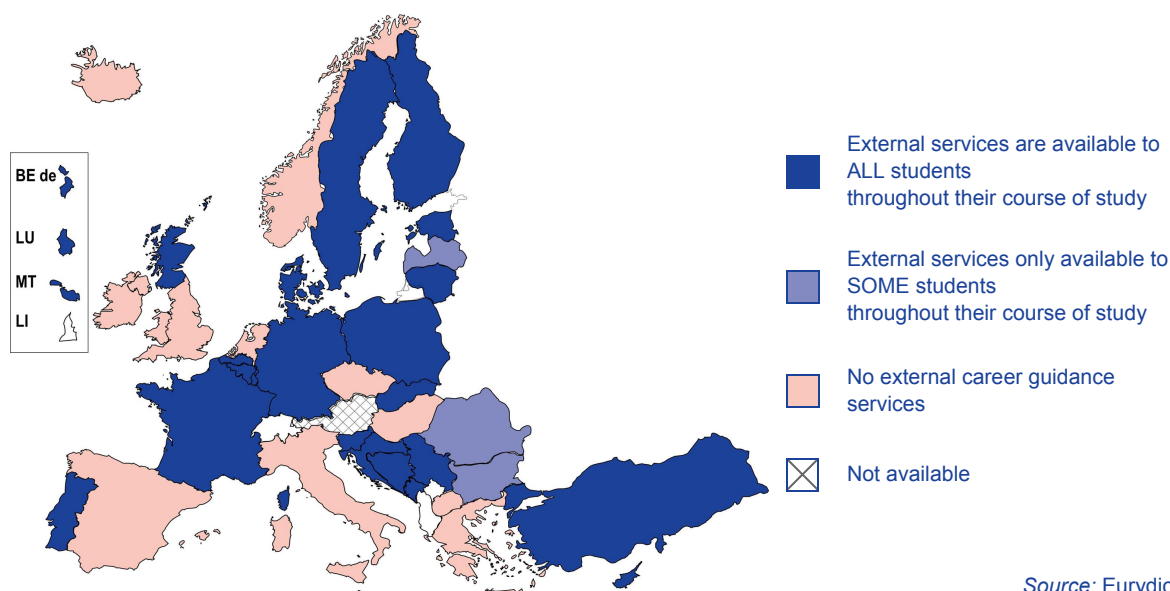 BE de
LU
MT
LI
External services are available to
ALL students
throughout their course of study
External services only available to
SOME students
throughout their course of study
No external career guidance
services
Not available
Source: